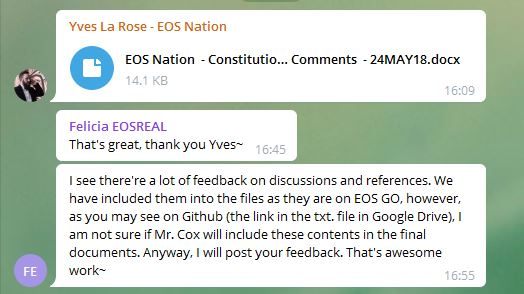 Yves La Rose - EOS Nation
EOS Nation  - Constitutio... Comments  - 24MAY18.docx
14.1 KB
16:09
Felicia EOSREAL
That's great, thank you Yves~
16:45
I see there're a lot of feedback on discussions and references. We
have included them into the files as they are on EOS GO, however,
as you may see on Github (the link in the txt. file in Google Drive), I
am not sure if Mr. Cox will include these contents in the final
documents. Anyway, I will post your feedback. That's awesome
work~
16:55
FE